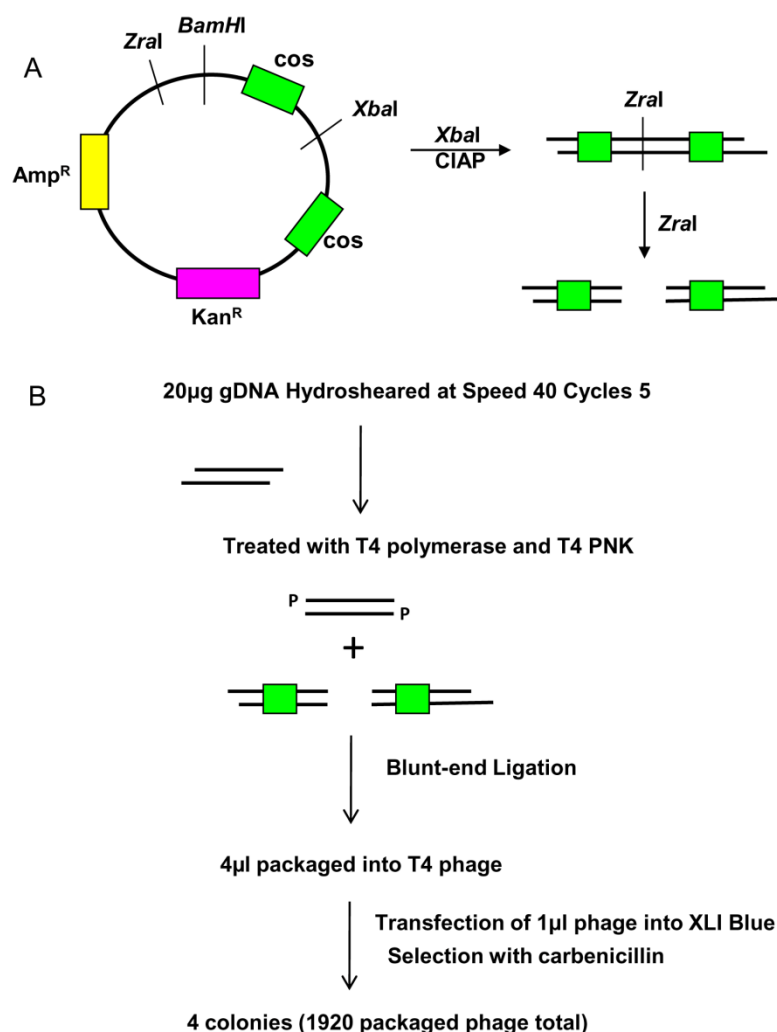 A
ZraI
BamHI
cos
XbaI
AmpR
cos
KanR
XbaI
CIAP
ZraI
ZraI
B
20µg gDNA Hydrosheared at Speed 40 Cycles 5
Treated with T4 polymerase and T4 PNK
P
P
+
Blunt-end Ligation
4µl packaged into T4 phage
Transfection of 1µl phage into XLI Blue
Selection with carbenicillin
4 colonies (1920 packaged phage total)